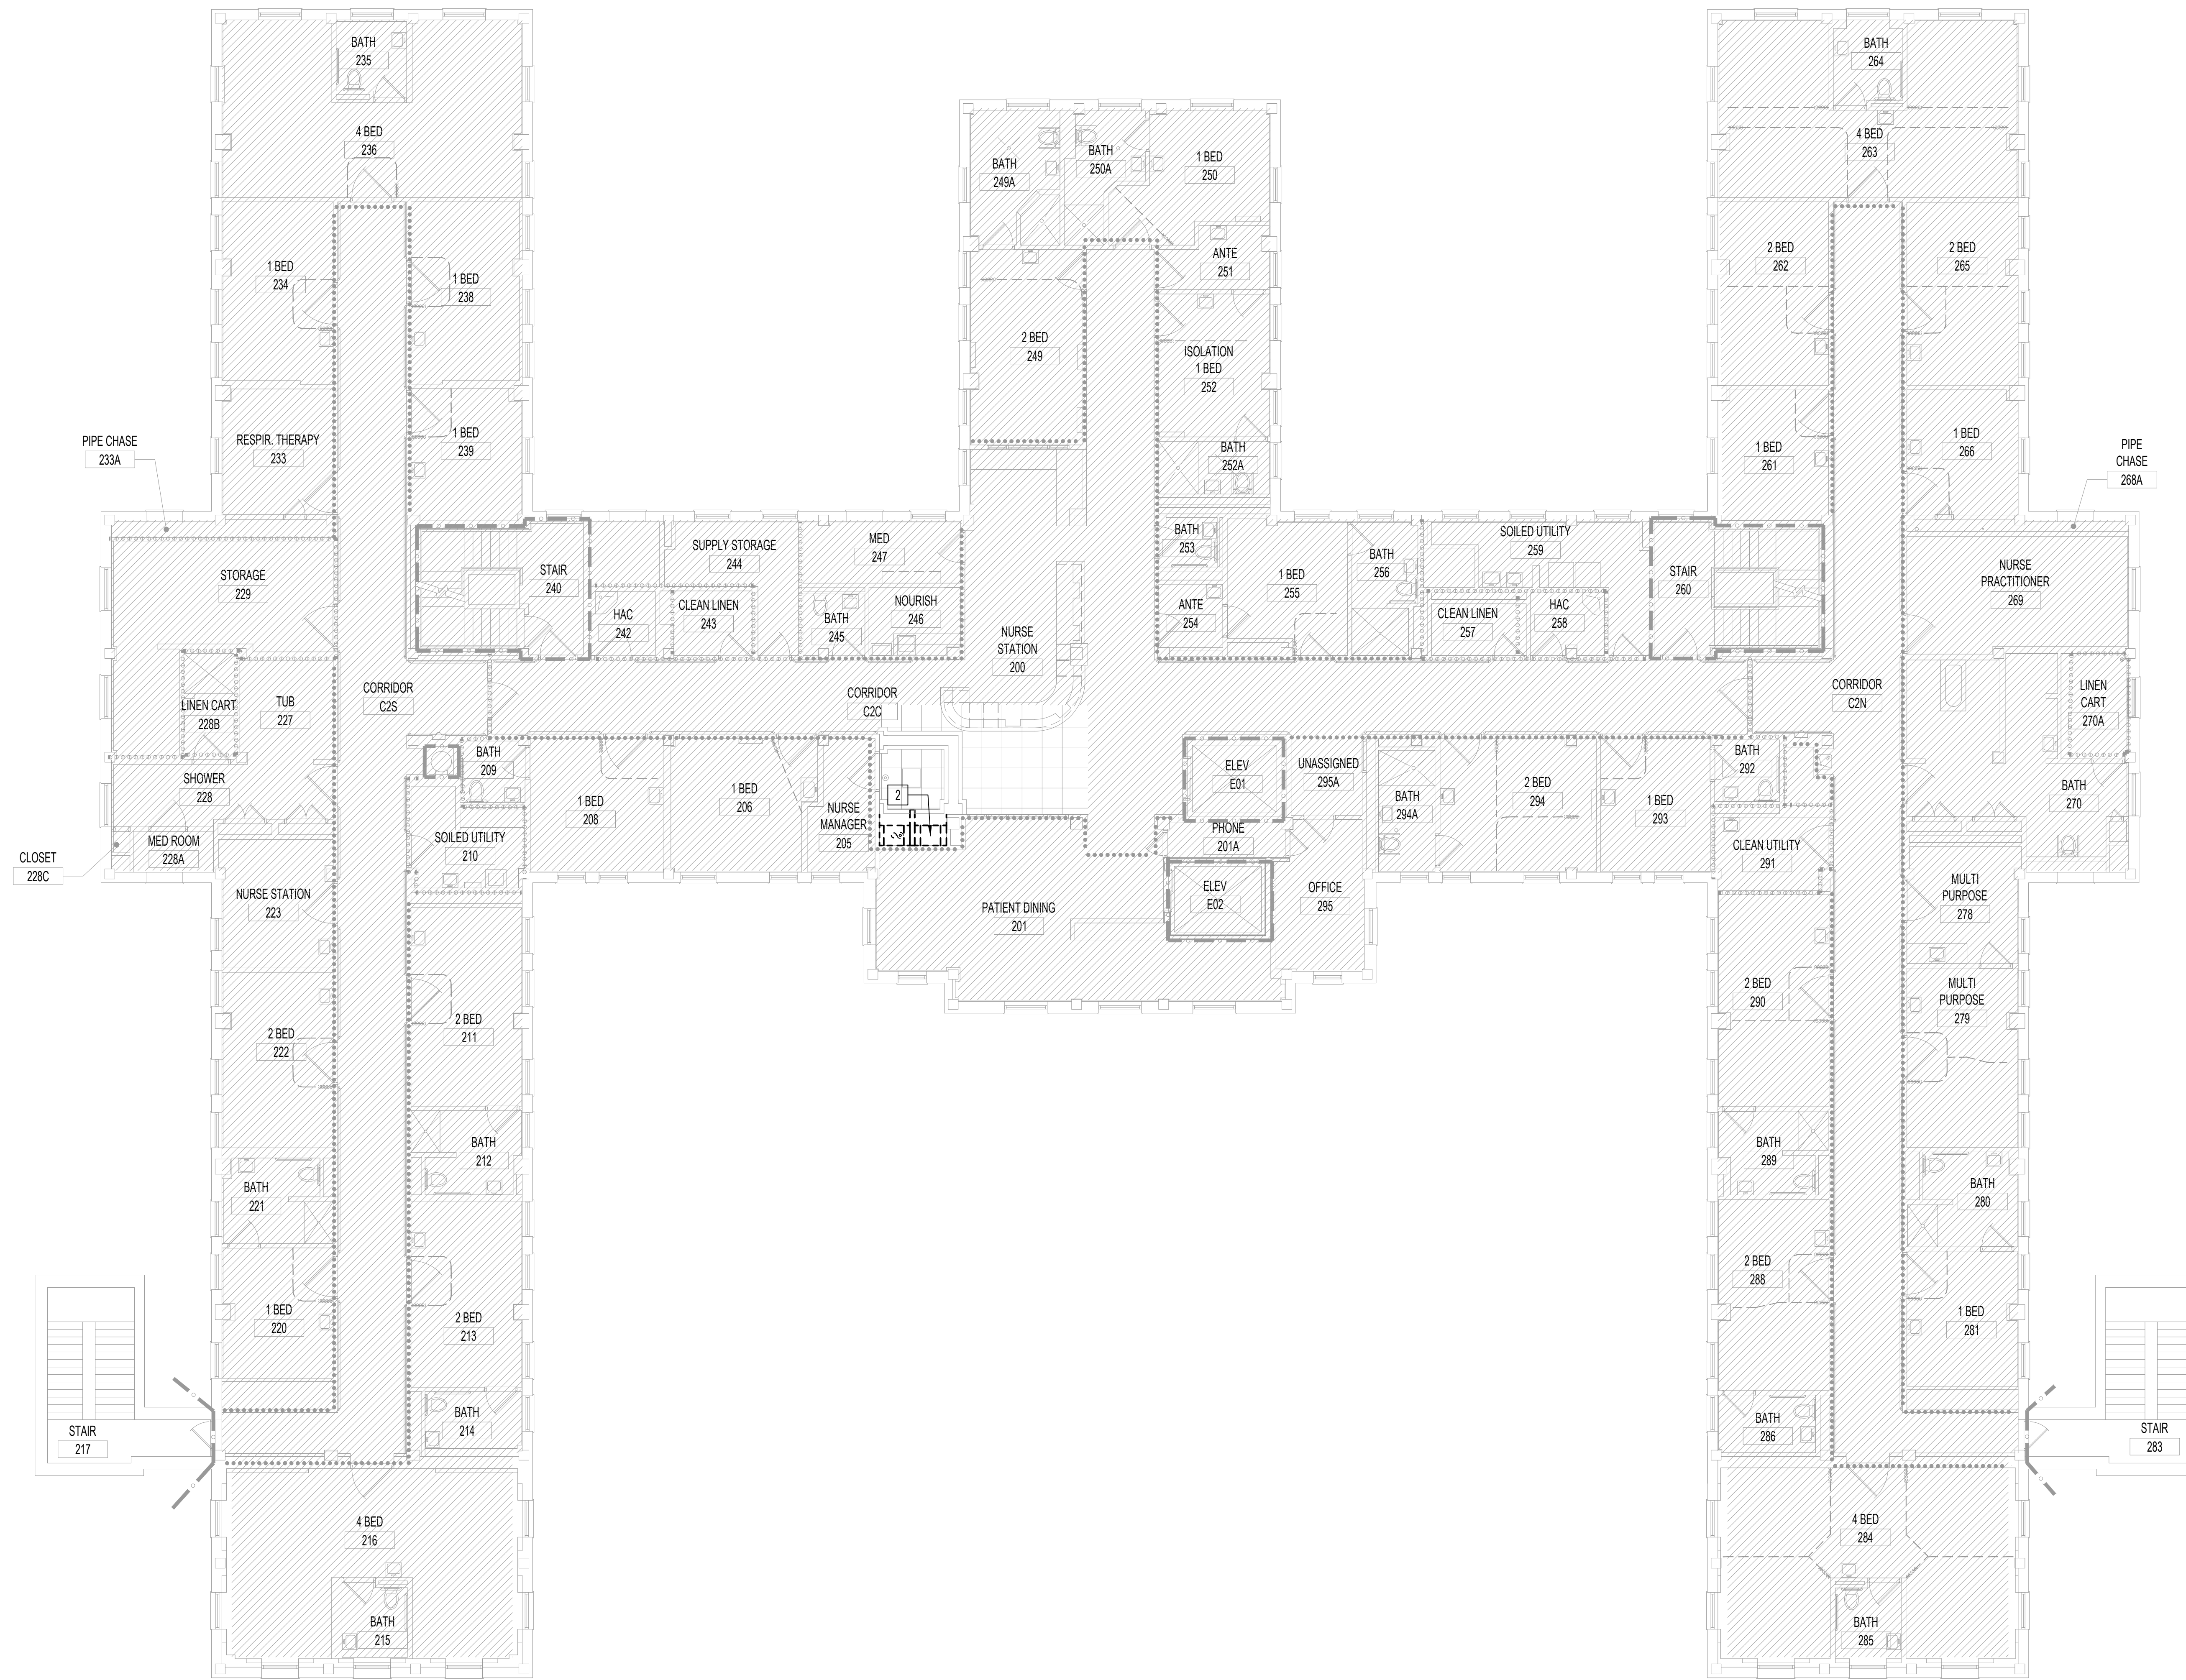 BATH
235
4 BED
236
1 BED
234
1 BED
238
RESPIR. THERAPY
233
1 BED
239
PIPE CHASE
233A
STORAGE
229
STAIR
240
LINEN CART
228B
TUB
227
CORRIDOR
C2S
SHOWER
228
MED ROOM
228A
CLOSET
228C
NURSE STATION
223
BATH
209
SOILED UTILITY
210
2 BED
222
2 BED
211
BATH
212
BATH
221
1 BED
220
2 BED
213
BATH
214
STAIR
217
4 BED
216
BATH
215
SUPPLY STORAGE
244
MED
247
HAC
242
CLEAN LINEN
243
BATH
245
NOURISH
246
1 BED
208
1 BED
206
NURSE
MANAGER
205
2
CORRIDOR
C2C
BATH
249A
BATH
250A
1 BED
250
ANTE
251
2 BED
249
ISOLATION
1 BED
252
BATH
252A
NURSE
STATION
200
BATH
253
ANTE
254
1 BED
255
BATH
256
SOILED UTILITY
259
CLEAN LINEN
257
HAC
258
STAIR
260
ELEV
E01
PHONE
201A
ELEV
E02
PATIENT DINING
201
UNASSIGNED
295A
OFFICE
295
BATH
294A
2 BED
294
1 BED
293
BATH
292
CLEAN UTILITY
291
BATH
264
4 BED
263
2 BED
262
2 BED
265
1 BED
261
1 BED
266
PIPE
CHASE
268A
NURSE
PRACTITIONER
269
CORRIDOR
C2N
LINEN
CART
270A
BATH
270
MULTI
PURPOSE
278
MULTI
PURPOSE
279
2 BED
290
BATH
289
BATH
280
2 BED
288
1 BED
281
BATH
286
STAIR
283
4 BED
284
BATH
285